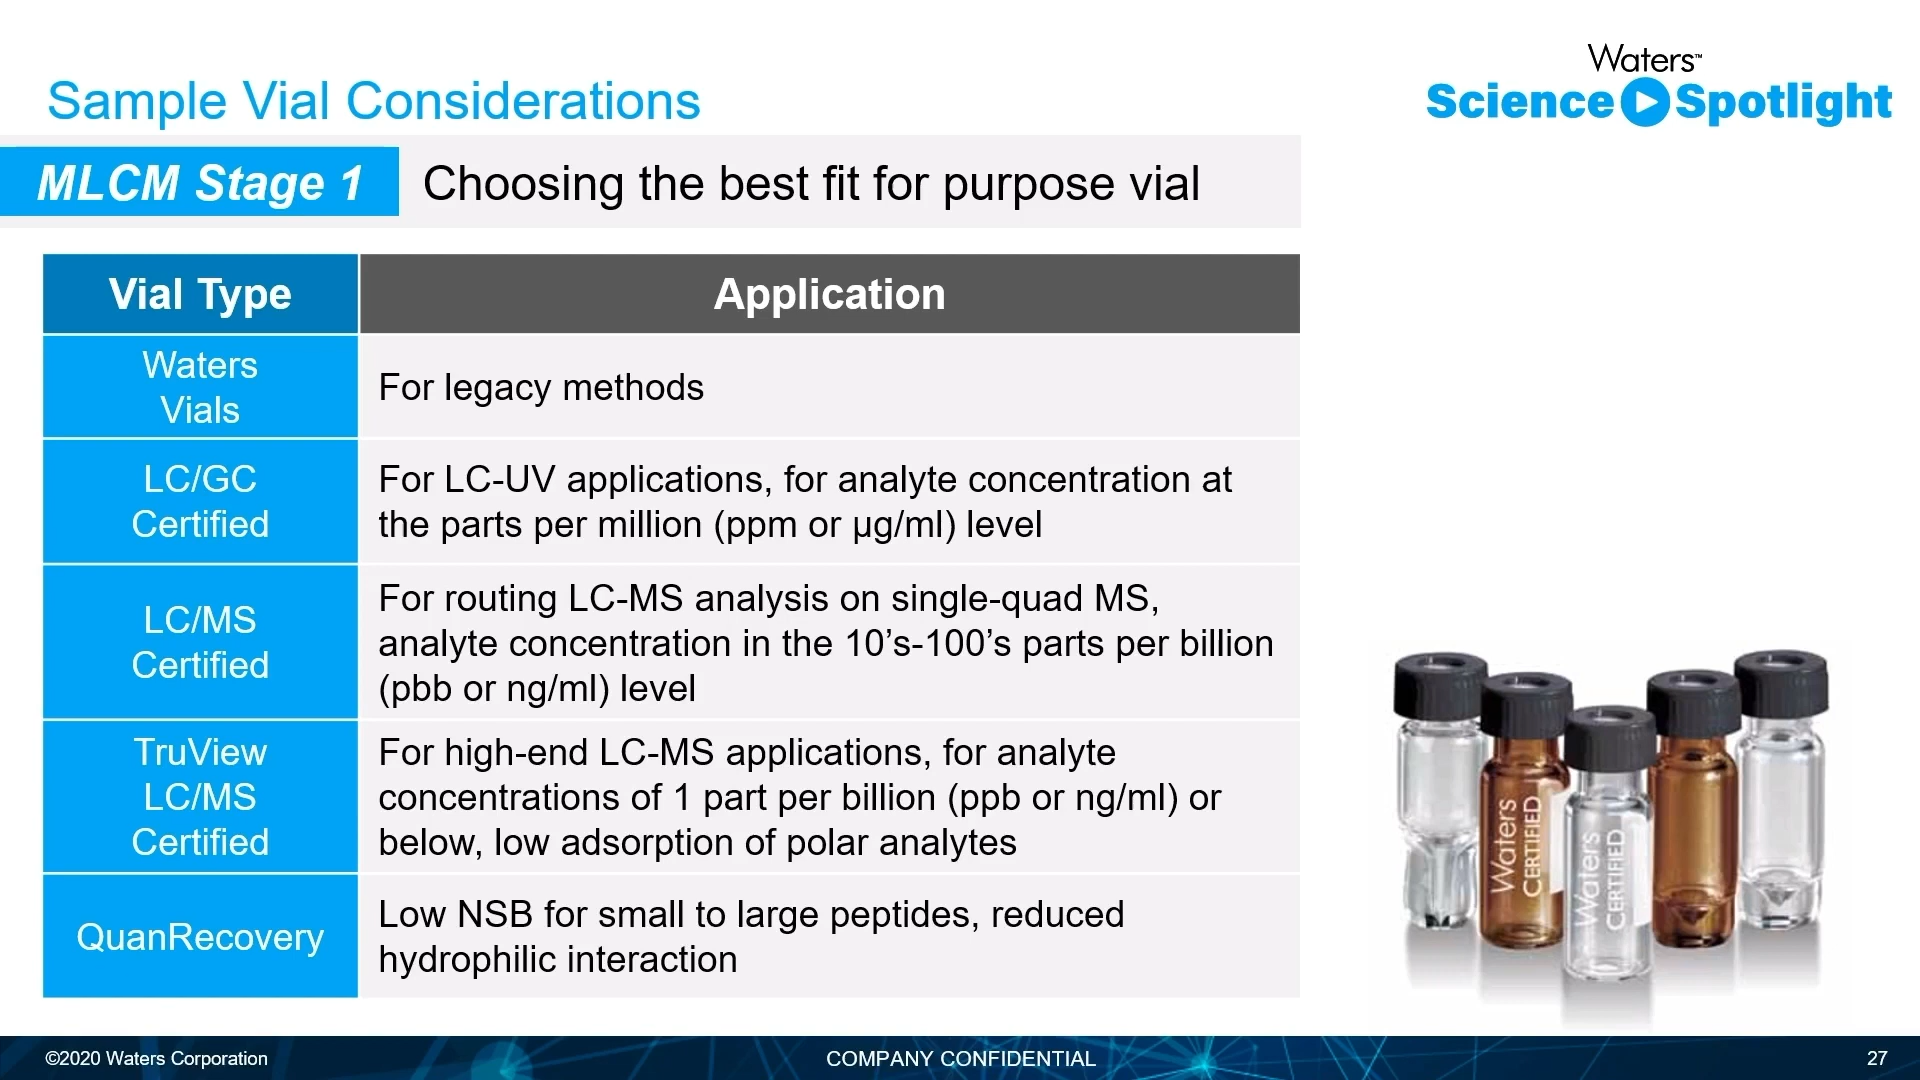 Waters™
Science Spotlight
Sample Vial Considerations
MLCM Stage 1
Choosing the best fit for purpose vial
Vial Type
Application
Waters
Vials
For legacy methods
LC/GC
Certified
For LC-UV applications, for analyte concentration at
the parts per million (ppm or µg/ml) level
LC/MS
Certified
For routing LC-MS analysis on single-quad MS,
analyte concentration in the 10’s-100’s parts per billion
(pbb or ng/ml) level
TruView
LC/MS
Certified
For high-end LC-MS applications, for analyte
concentrations of 1 part per billion (ppb or ng/ml) or
below, low adsorption of polar analytes
QuanRecovery
Low NSB for small to large peptides, reduced
hydrophilic interaction
Waters
CERTIFIED
Waters
CERTIFIED
©2020 Waters Corporation
COMPANY CONFIDENTIAL
27